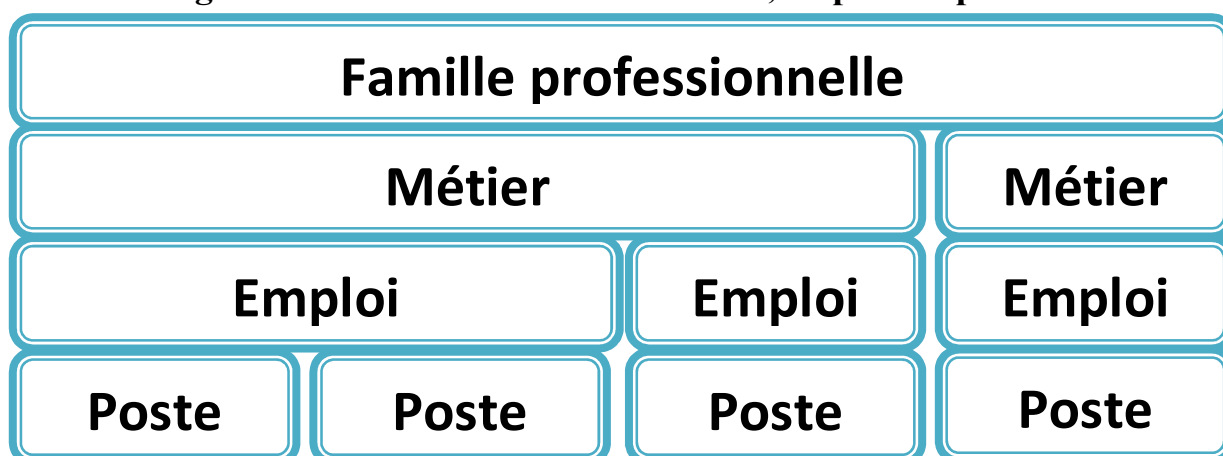 Famille professionnelle
Métier Métier
Emploi Emploi Emploi
Poste Poste Poste Poste